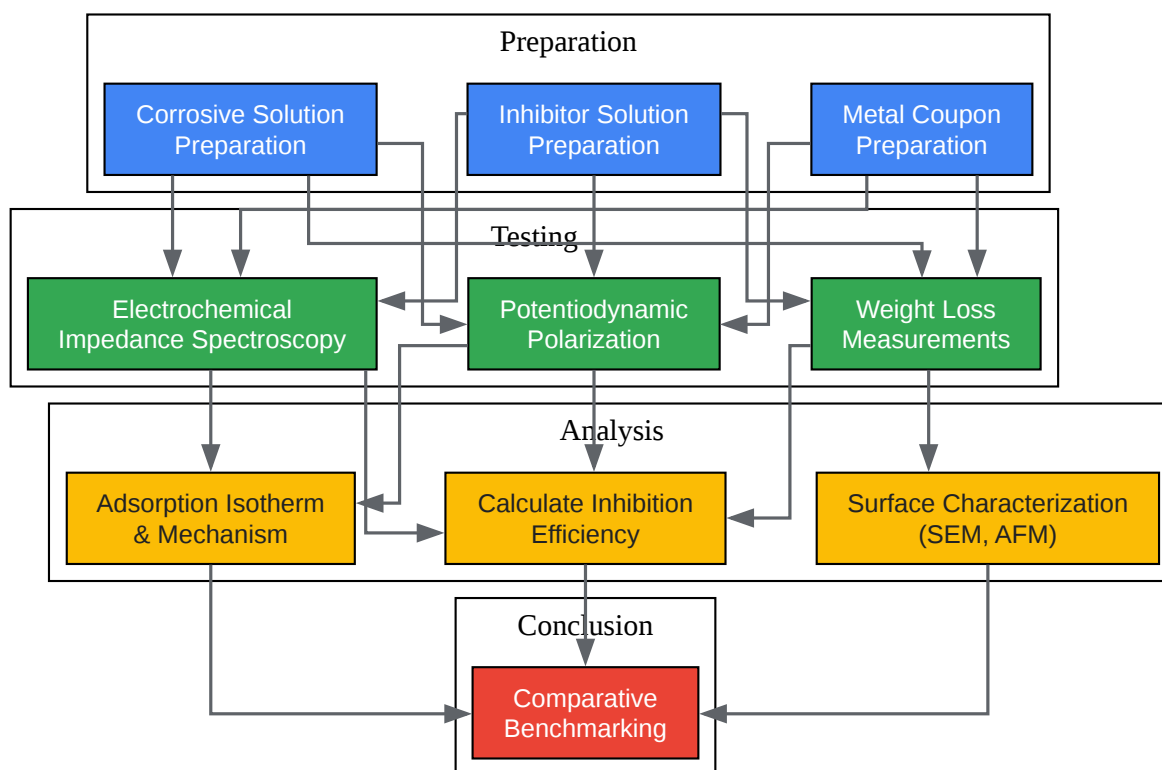 Preparation
Corrosive Solution
Preparation
Inhibitor Solution
Preparation
Metal Coupon
Preparation
Testing
Electrochemical
Impedance Spectroscopy
Potentiodynamic
Polarization
Weight Loss
Measurements
Analysis
Adsorption Isotherm
& Mechanism
Calculate Inhibition
Efficiency
Surface Characterization
(SEM, AFM)
Conclusion
Comparative
Benchmarking